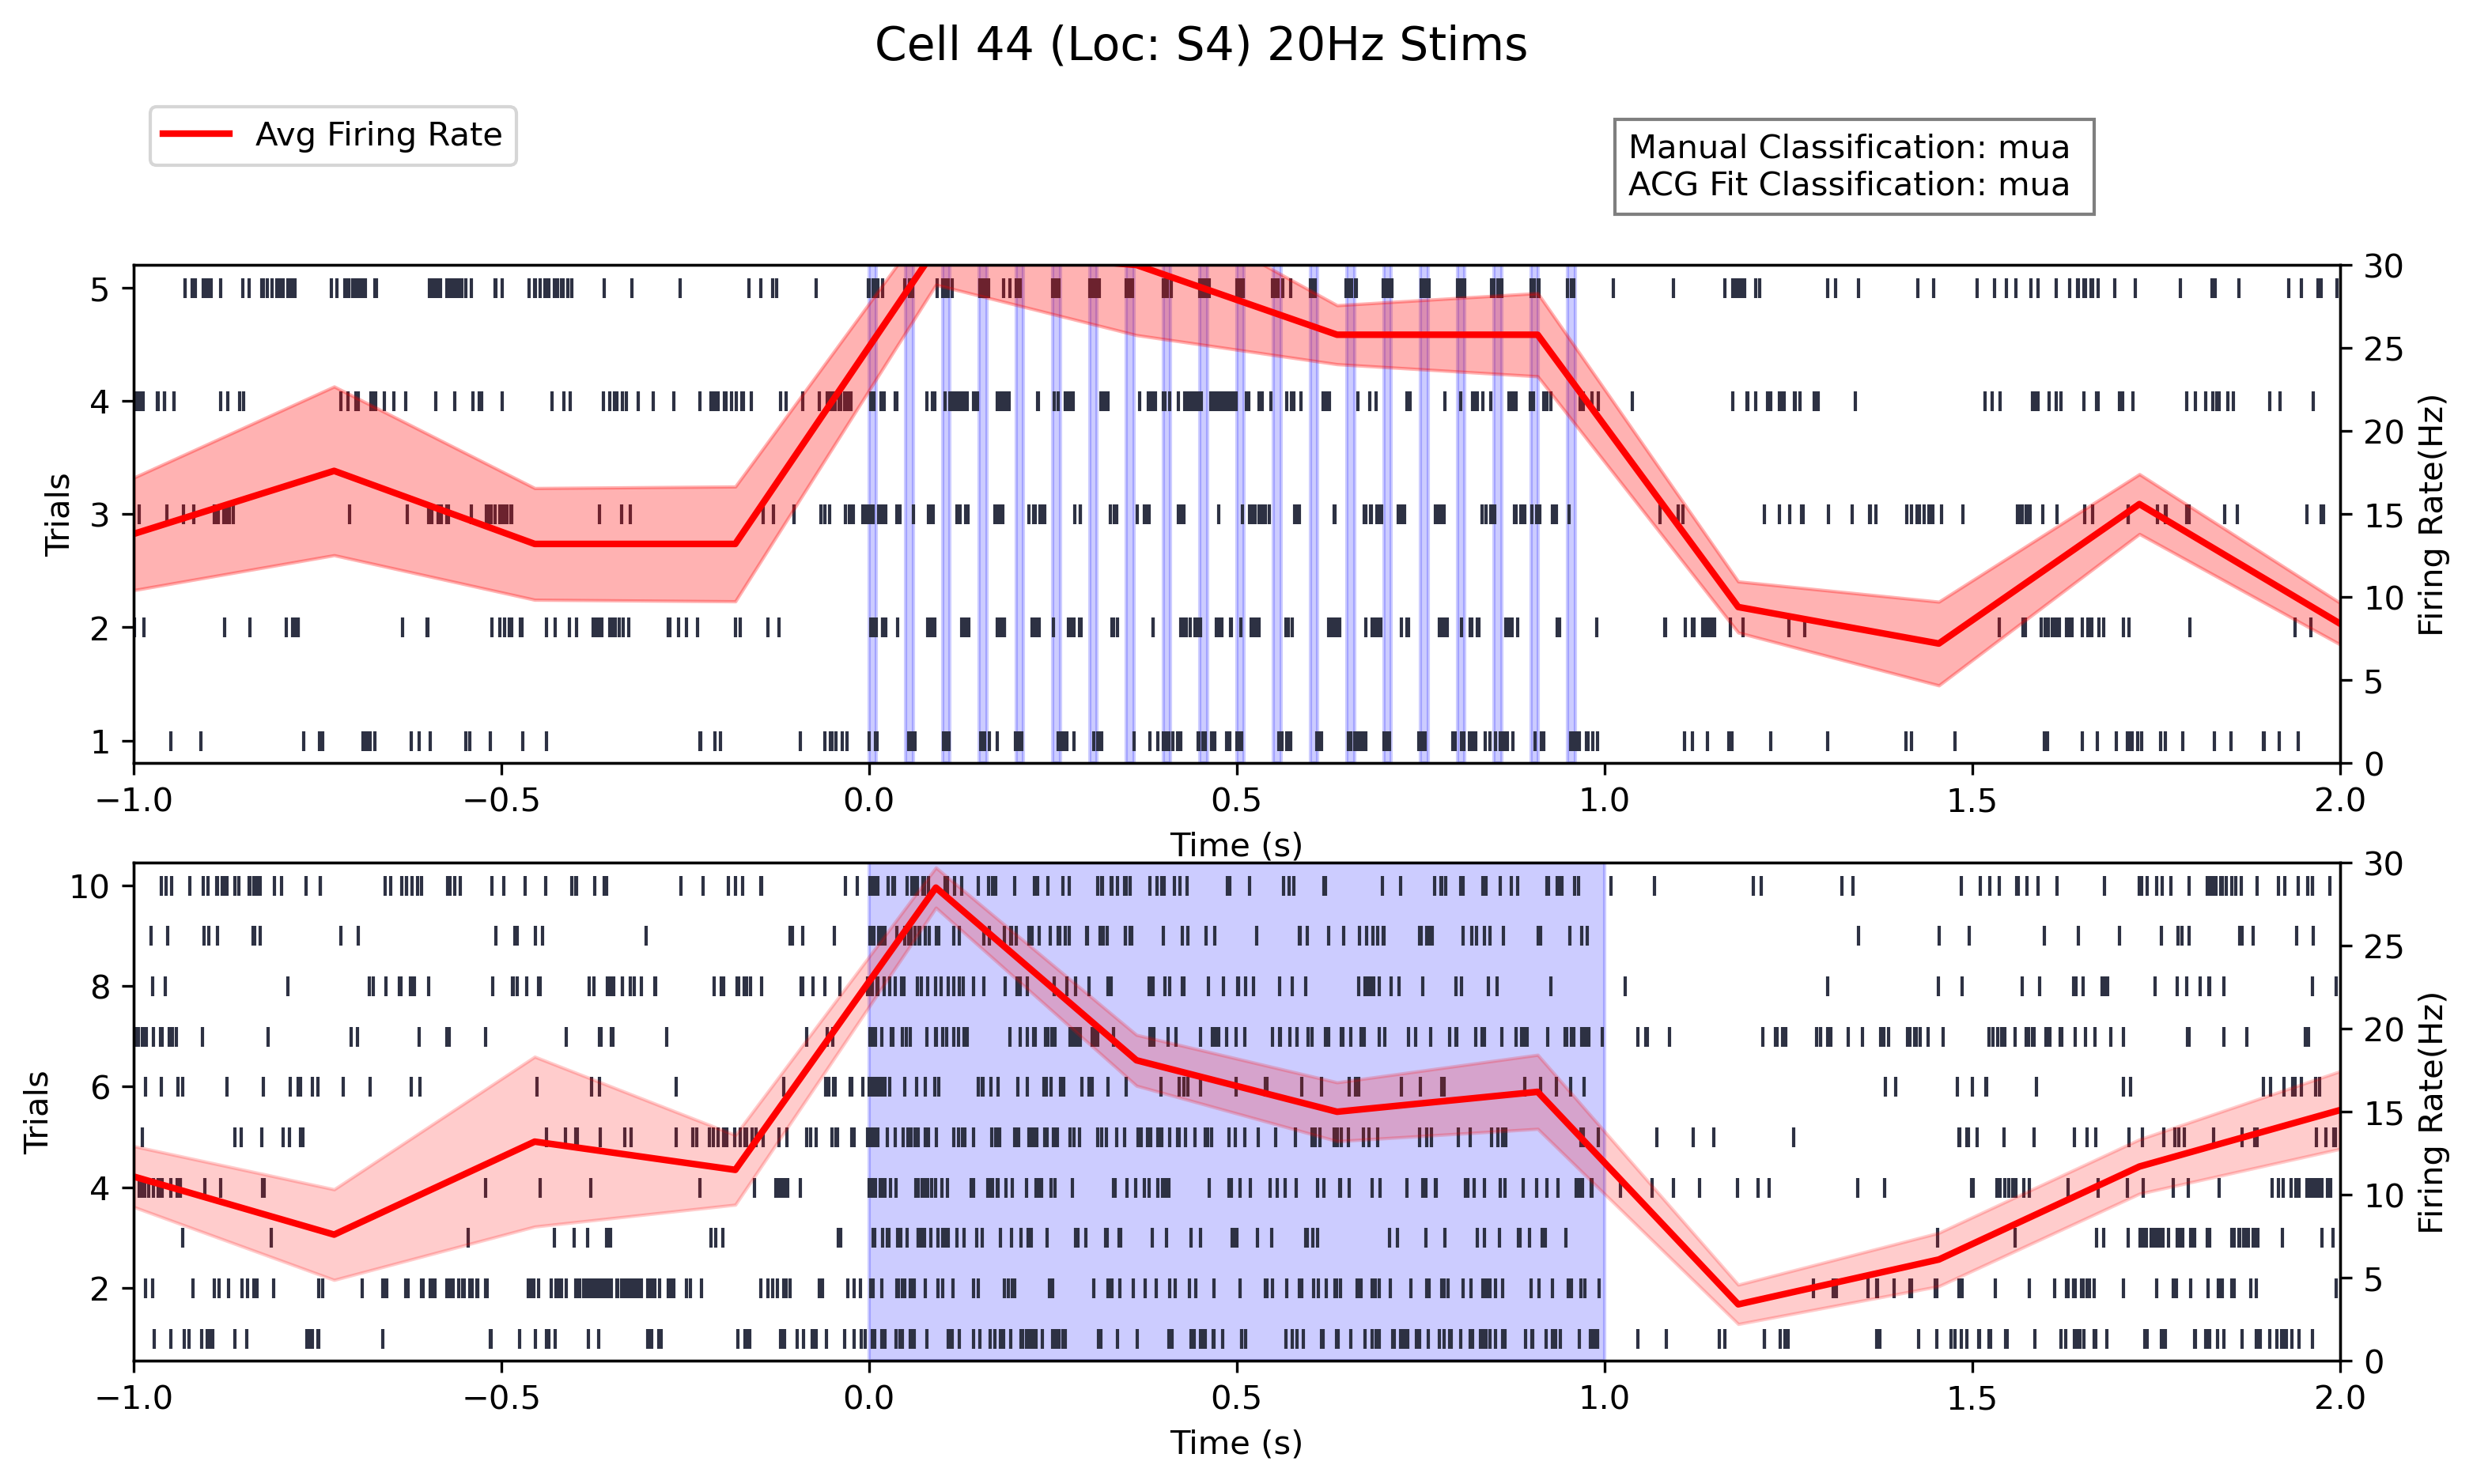 Cell 44 (Loc: S4) 20Hz Stims
Avg Firing Rate
Manual Classification: mua
ACG Fit Classification: mua
5
4
3
2
1
Trials
30
25
20
15
10
5
0
Firing Rate(Hz)
−1.0 −0.5 0.0 0.5 1.0 1.5 2.0
Time (s)
10
8
6
4
2
Trials
30
25
20
15
10
5
0
Firing Rate(Hz)
−1.0 −0.5 0.0 0.5 1.0 1.5 2.0
Time (s)